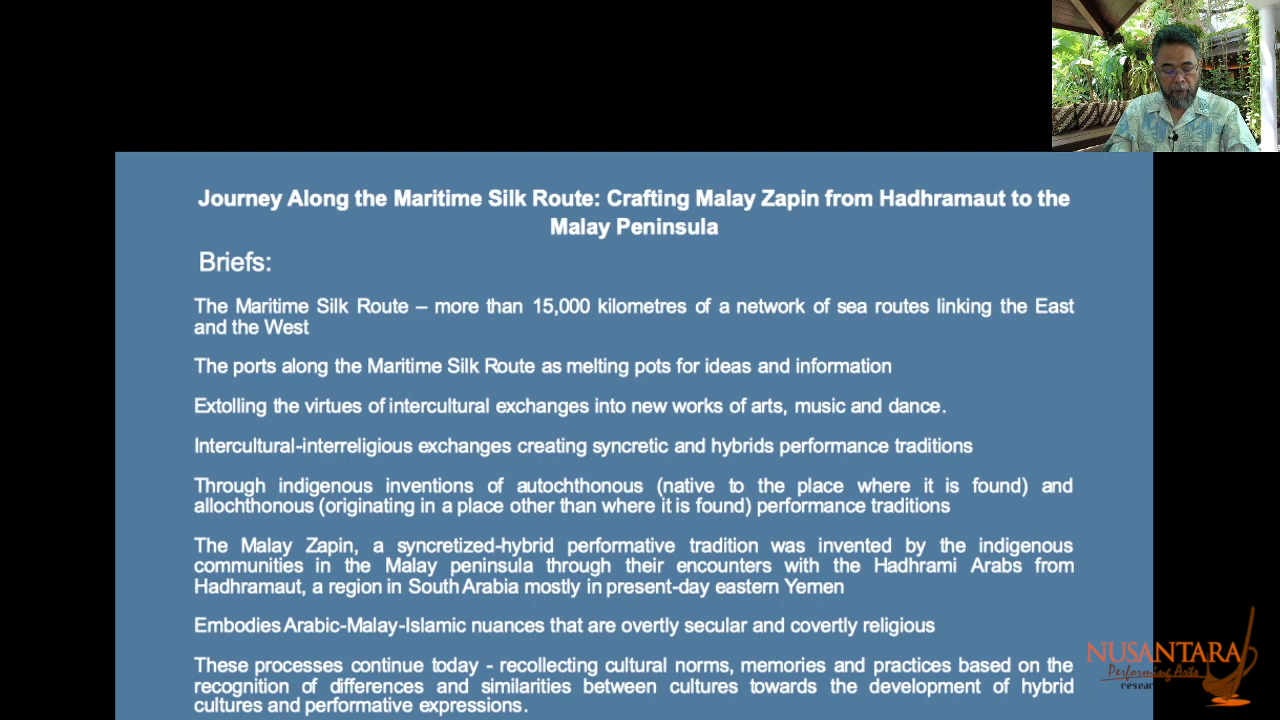 Journey Along the Maritime Silk Route: Crafting Malay Zapin from Hadhramaut to the
Malay Peninsula
Briefs:
The Maritime Silk Route – more than 15,000 kilometres of a network of sea routes linking the East
and the West
The ports along the Maritime Silk Route as melting pots for ideas and information
Extolling the virtues of intercultural exchanges into new works of arts, music and dance.
Intercultural-interreligious exchanges creating syncretic and hybrids performance traditions
Through indigenous inventions of autochthonous (native to the place where it is found) and
allochthonous (originating in a place other than where it is found) performance traditions
The Malay Zapin, a syncretized-hybrid performative tradition was invented by the indigenous
communities in the Malay peninsula through their encounters with the Hadhrami Arabs from
Hadhramaut, a region in South Arabia mostly in present-day eastern Yemen
Embodies Arabic-Malay-Islamic nuances that are overtly secular and covertly religious
These processes continue today - recollecting cultural norms, memories and practices based on the
recognition of differences and similarities between cultures towards the development of hybrid
cultures and performative expressions.
NUSANTARA
Performing Arts